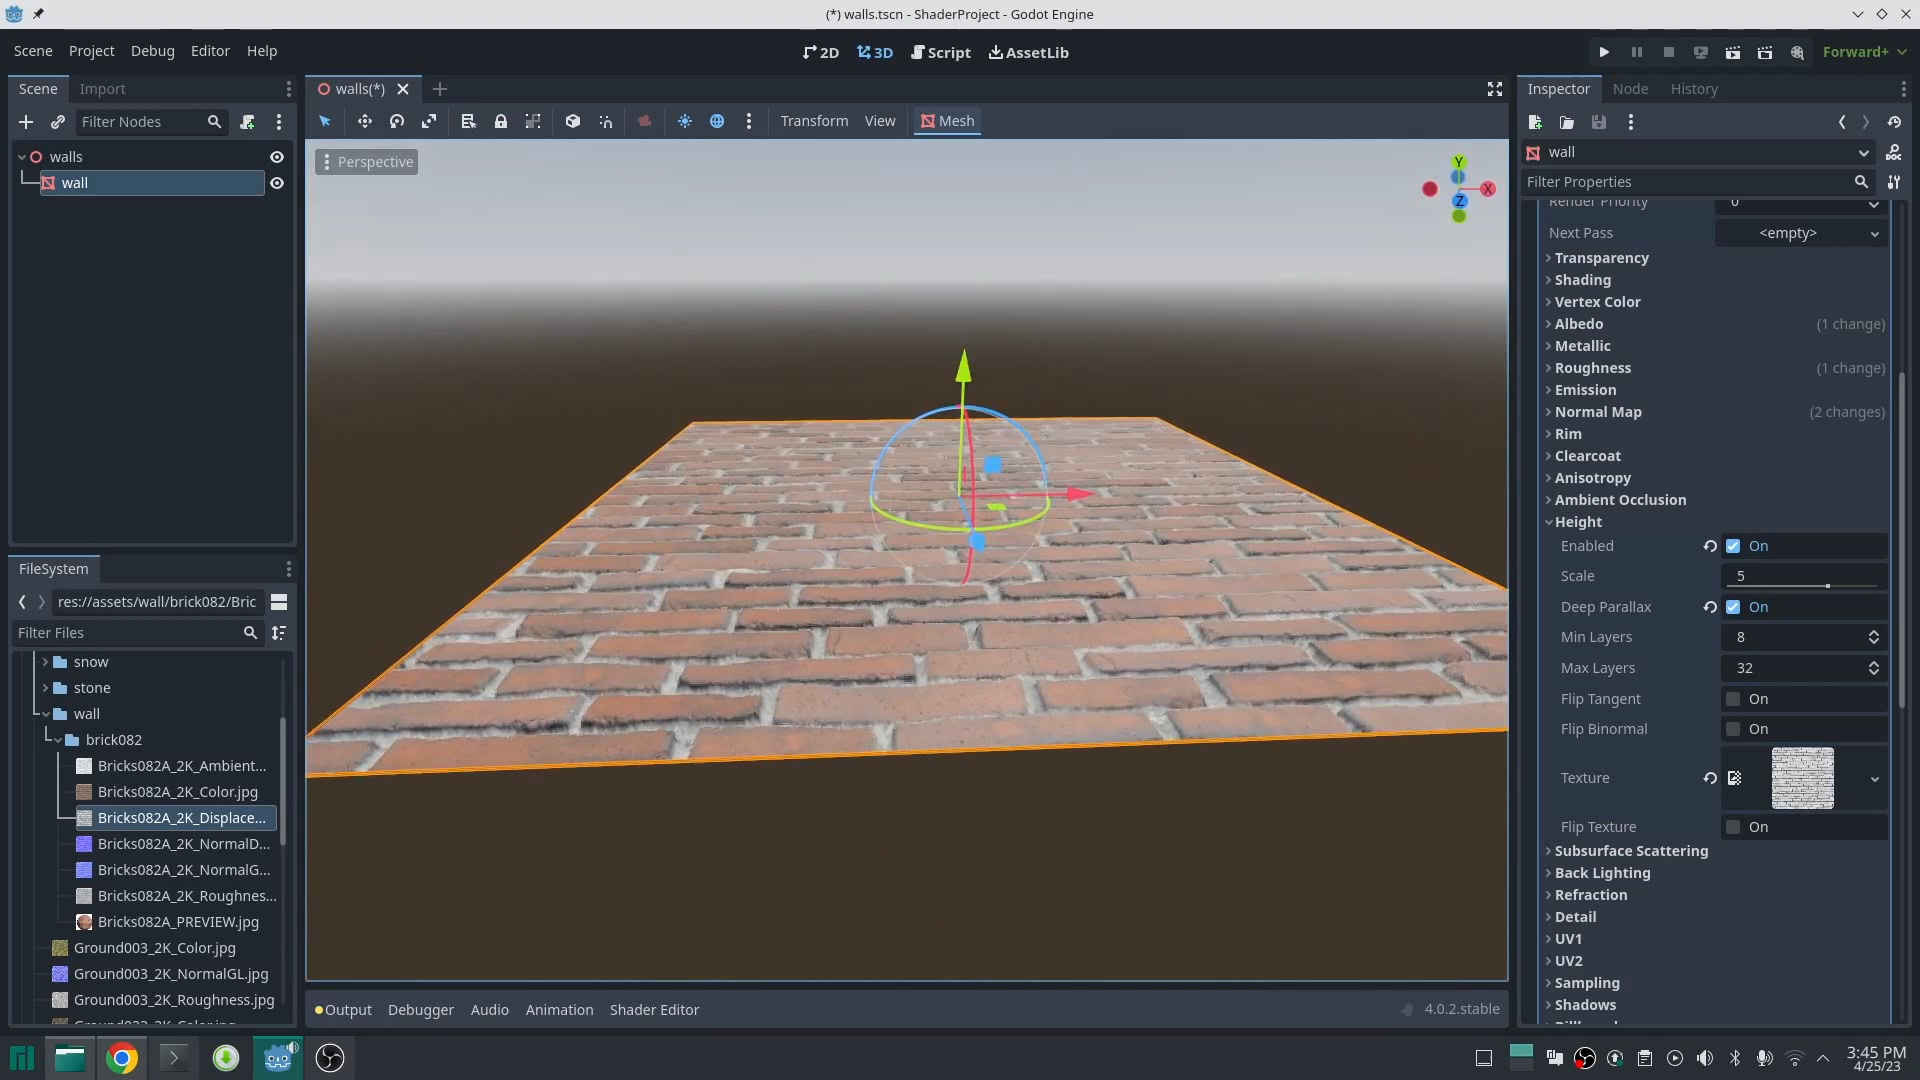 (*) walls.tscn - ShaderProject - Godot Engine
Scene Project Debug Editor Help
2D 3D Script AssetLib
Forward+
Scene Import
Filter Nodes
walls
wall
FileSystem
res://assets/wall/brick082/Bric
Filter Files
snow
stone
wall
brick082
Bricks082A_2K_Ambient...
Bricks082A_2K_Color.jpg
Bricks082A_2K_Displace...
Bricks082A_2K_NormalD...
Bricks082A_2K_NormalG...
Bricks082A_2K_Roughnes...
Bricks082A_PREVIEW.jpg
Ground003_2K_Color.jpg
Ground003_2K_NormalGL.jpg
Ground003_2K_Roughness.jpg
walls(*)
Transform View Mesh
Perspective
Y
X
Z
Output Debugger Audio Animation Shader Editor
4.0.2.stable
Inspector Node History
wall
Filter Properties
Render Priority 0
Next Pass <empty>
Transparency
Shading
Vertex Color
Albedo (1 change)
Metallic
Roughness (1 change)
Emission
Normal Map (2 changes)
Rim
Clearcoat
Anisotropy
Ambient Occlusion
Height
Enabled On
Scale 5
Deep Parallax On
Min Layers 8
Max Layers 32
Flip Tangent On
Flip Binormal On
Texture
Flip Texture On
Subsurface Scattering
Back Lighting
Refraction
Detail
UV1
UV2
Sampling
Shadows
3:45 PM
4/25/23